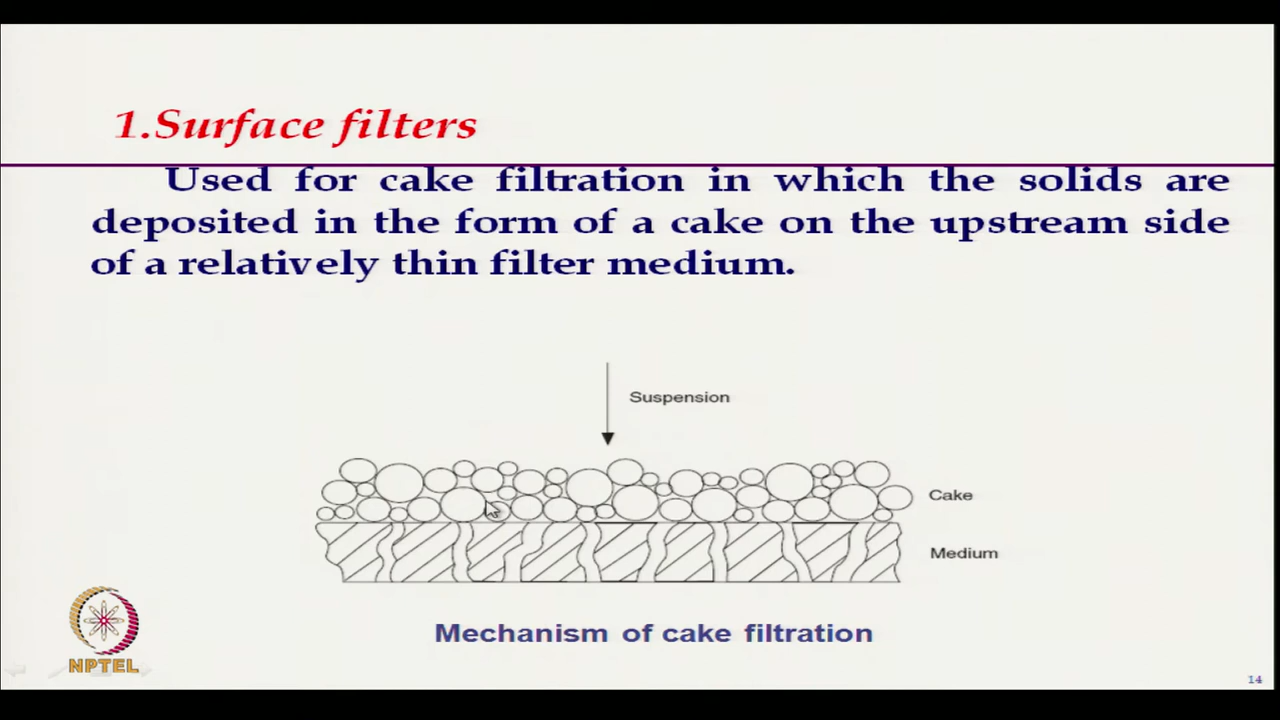 1.Surface filters
Used for cake filtration in which the solids are
deposited in the form of a cake on the upstream side
of a relatively thin filter medium.
Suspension
Cake
Medium
Mechanism of cake filtration
NPTEL
14